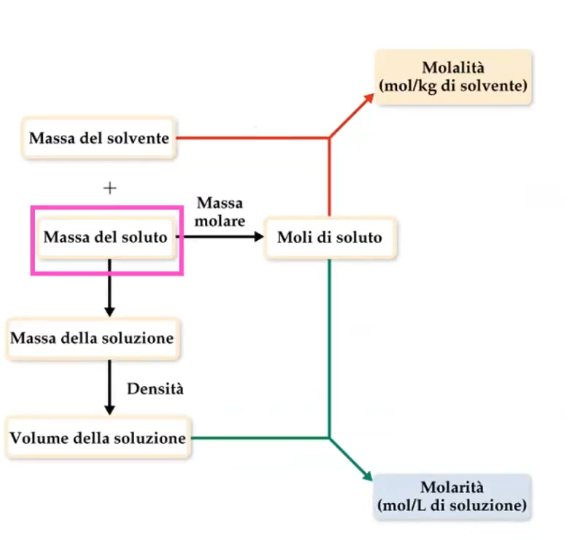 Molalità
(mol/kg di solvente)
Massa del solvente
+
Massa
molare
Massa del soluto
Moli di soluto
Massa della soluzione
Densità
Volume della soluzione
Molarità
(mol/L di soluzione)